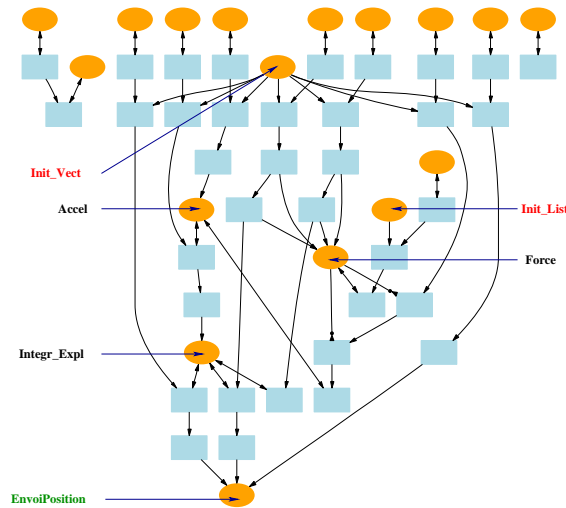 Init_Vect
Accel
Init_List
Force
Integr_Expl
EnvoiPosition